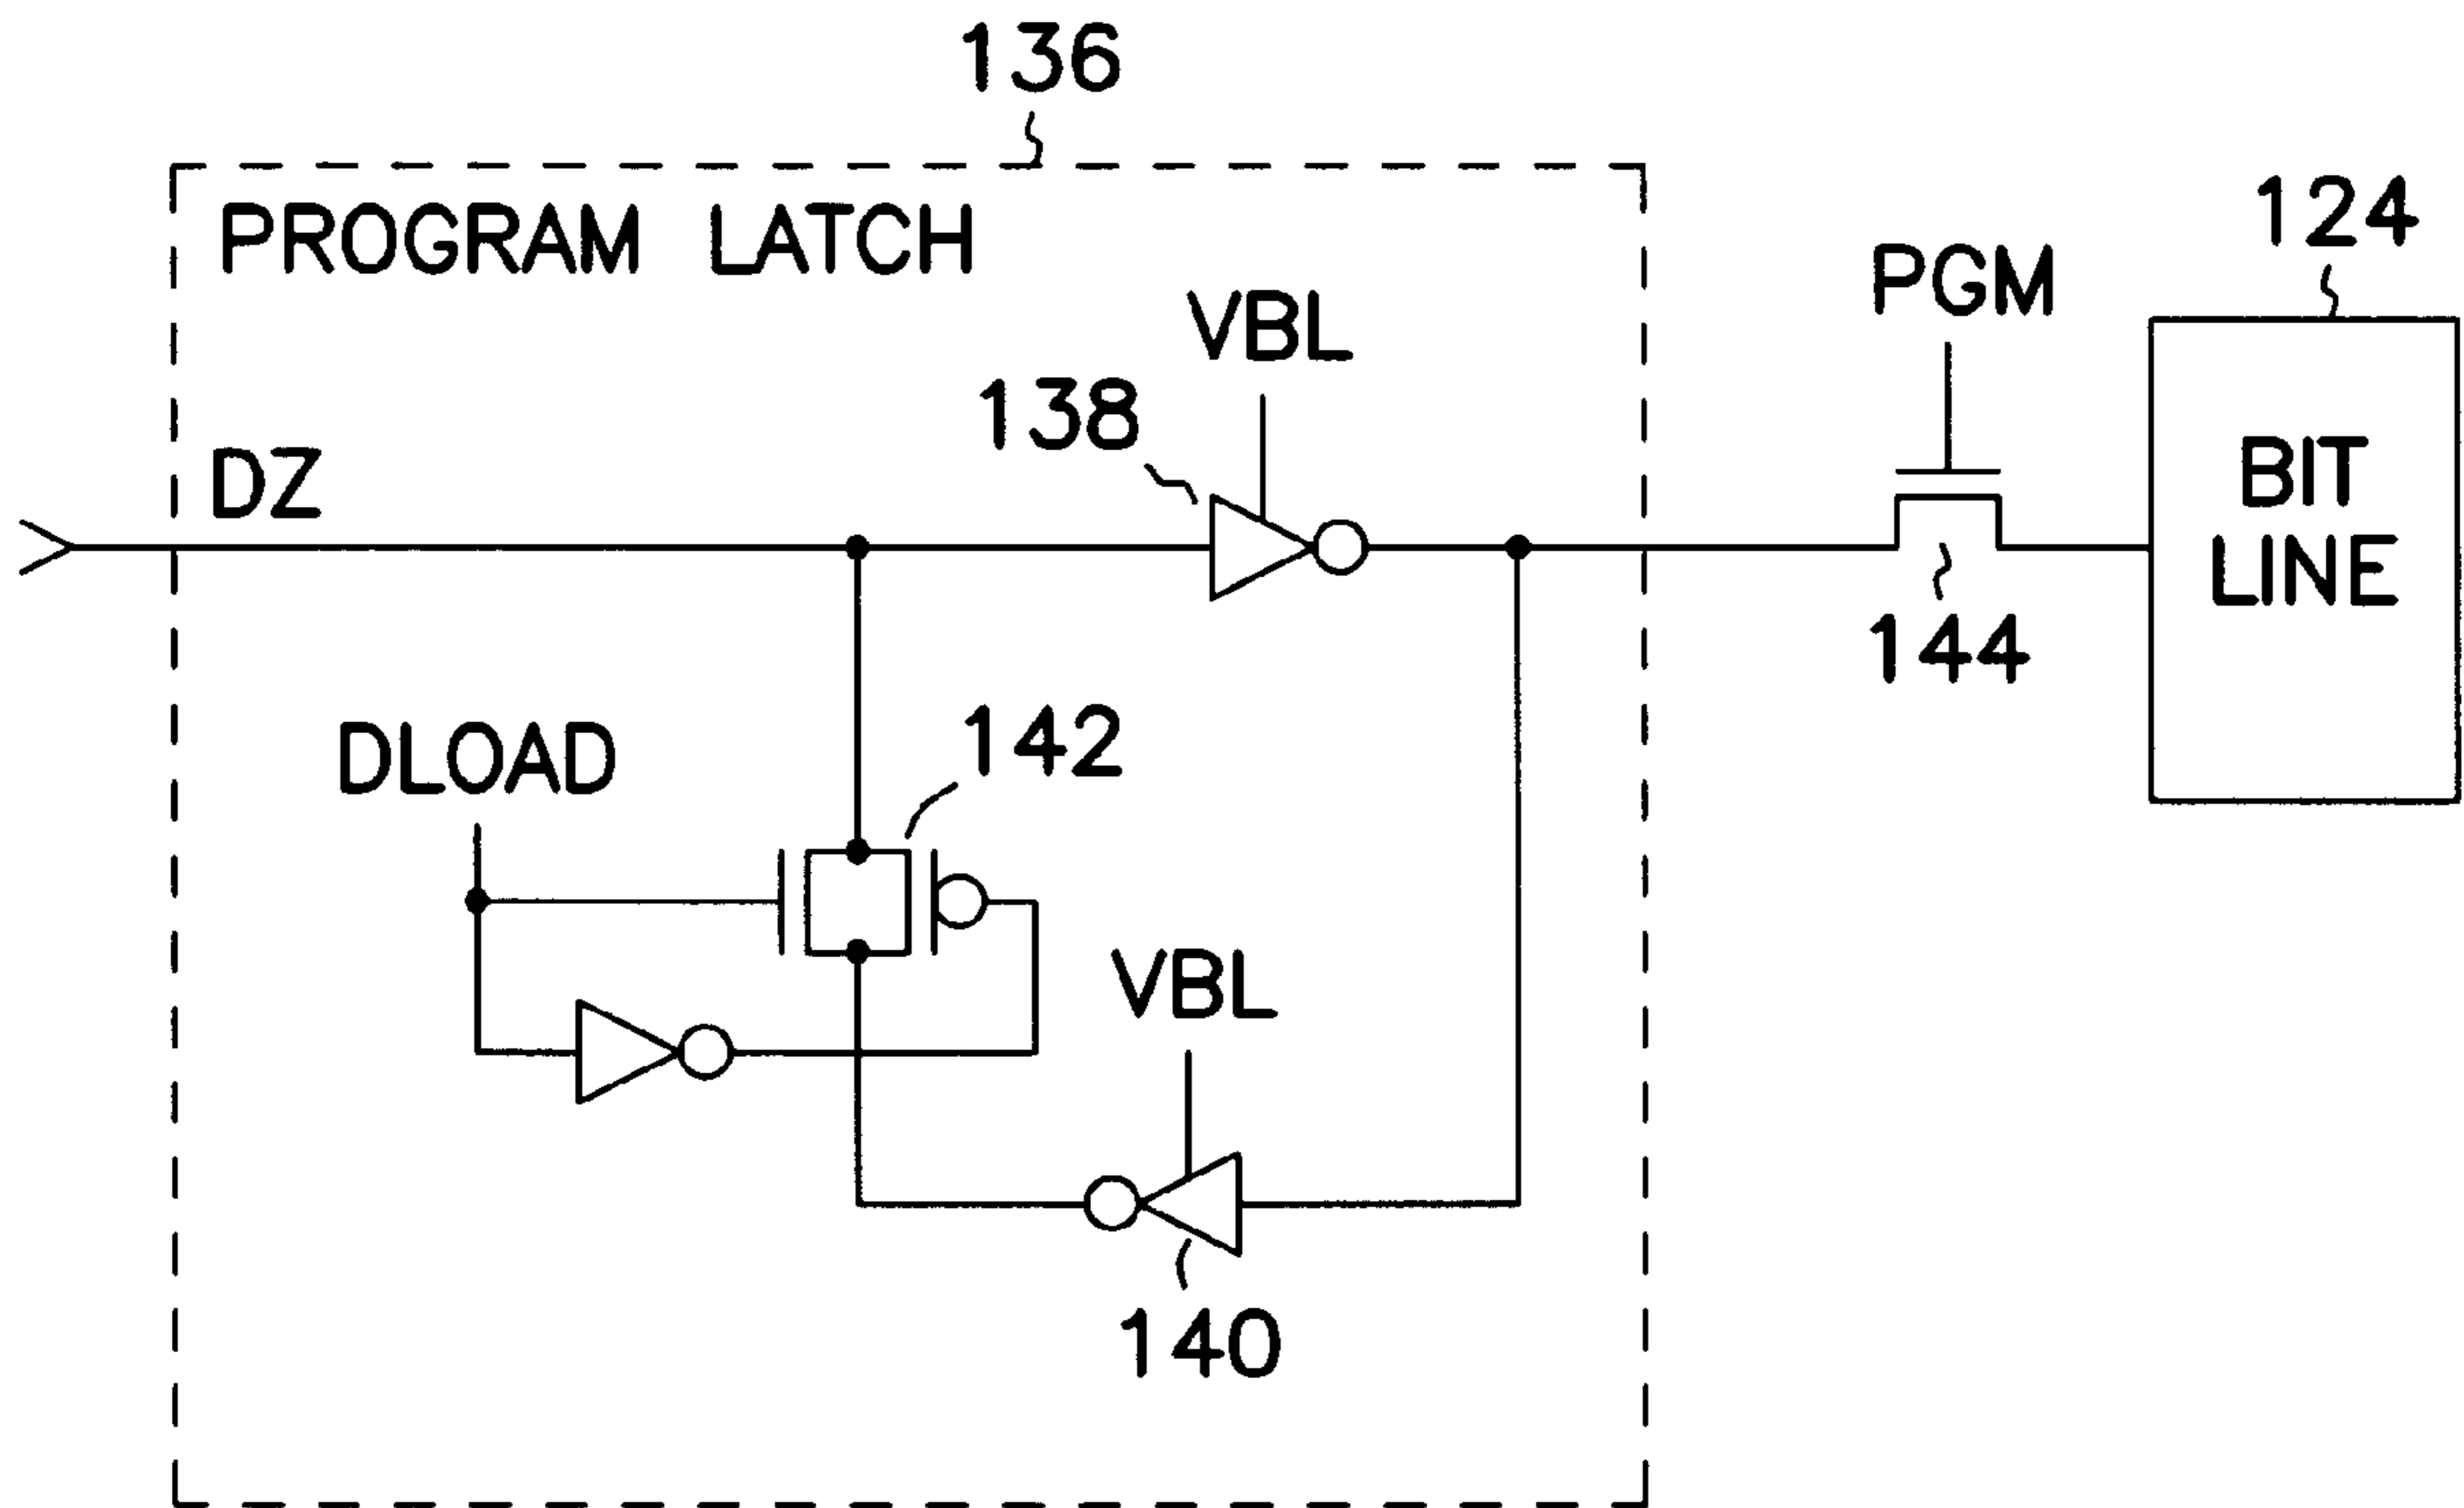 136
PROGRAM LATCH
124
PGM
VBL
138
DZ
BIT
LINE
144
142
DLOAD
VBL
140